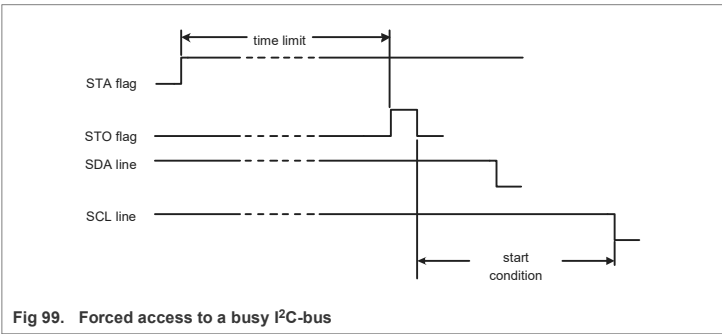 time limit
STA flag
STO flag
SDA line
SCL line
start
condition
Fig 99. Forced access to a busy I²C-bus